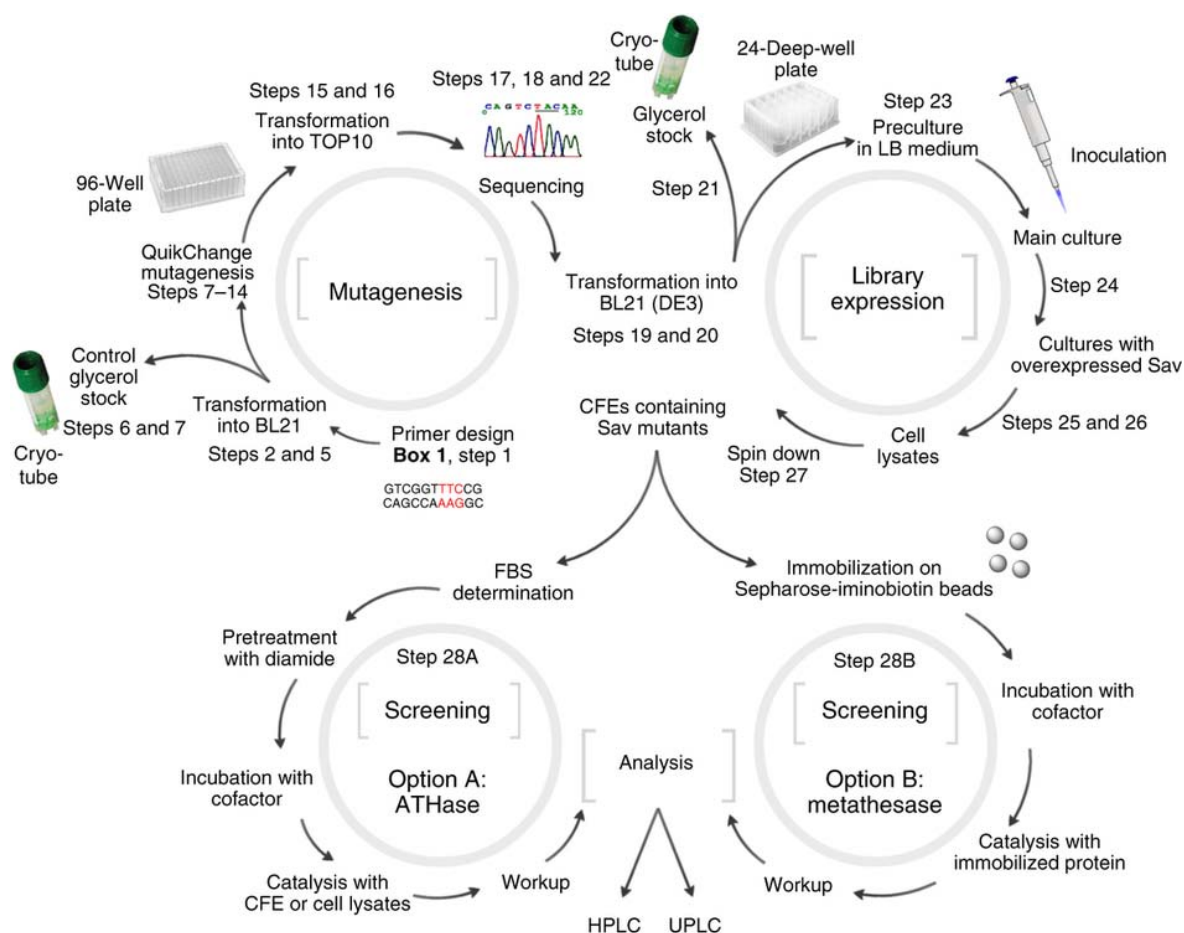 Steps 15 and 16
Transformation
into TOP10
Steps 17, 18 and 22
CAGTCTACAA
120
Sequencing
96-Well
plate
QuikChange
mutagenesis
Steps 7–14
Mutagenesis
Control
glycerol
stock
Steps 6 and 7
Cryo-
tube
Transformation
into BL21
Steps 2 and 5
Primer design
Box 1, step 1
GTCGGTTTCCG
CAGCCAAAGGC
Transformation into
BL21 (DE3)
Steps 19 and 20
Cryo-
tube
Glycerol
stock
Step 21
24-Deep-well
plate
Step 23
Preculture
in LB medium
Inoculation
Main culture
Step 24
Library
expression
Cultures with
overexpressed Sav
Steps 25 and 26
Cell
lysates
Spin down
Step 27
CFEs containing
Sav mutants
FBS
determination
Pretreatment
with diamide
Step 28A
Screening
Option A:
ATHase
Incubation with
cofactor
Catalysis with
CFE or cell lysates
Workup
Analysis
HPLC
UPLC
Immobilization on
Sepharose-iminobiotin beads
Step 28B
Screening
Option B:
metathesase
Incubation with
cofactor
Catalysis with
immobilized protein
Workup